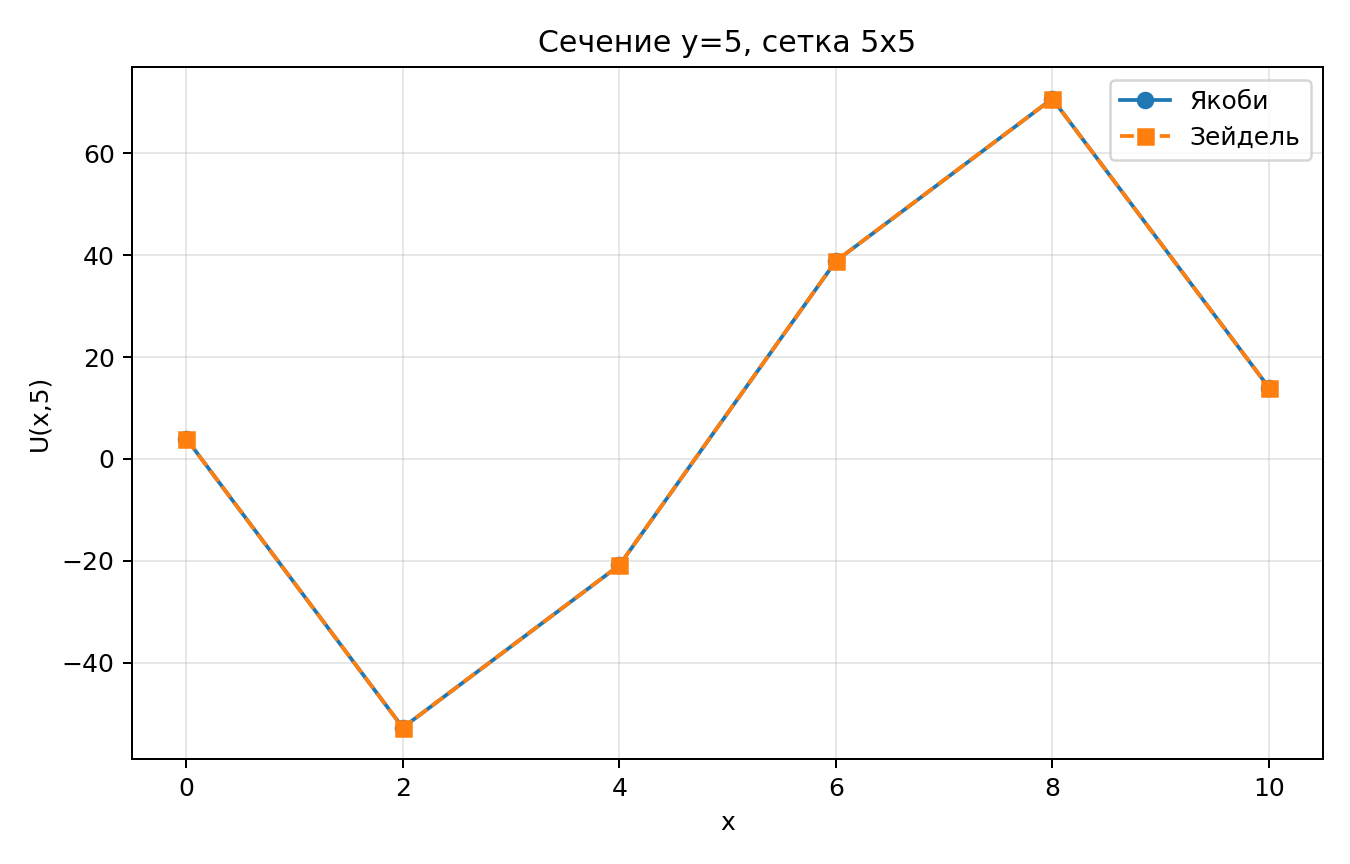 Сечение y=5, сетка 5x5
Якоби
Зейдель
U(x,5)
60
40
20
0
−20
−40
0 2 4 6 8 10
x